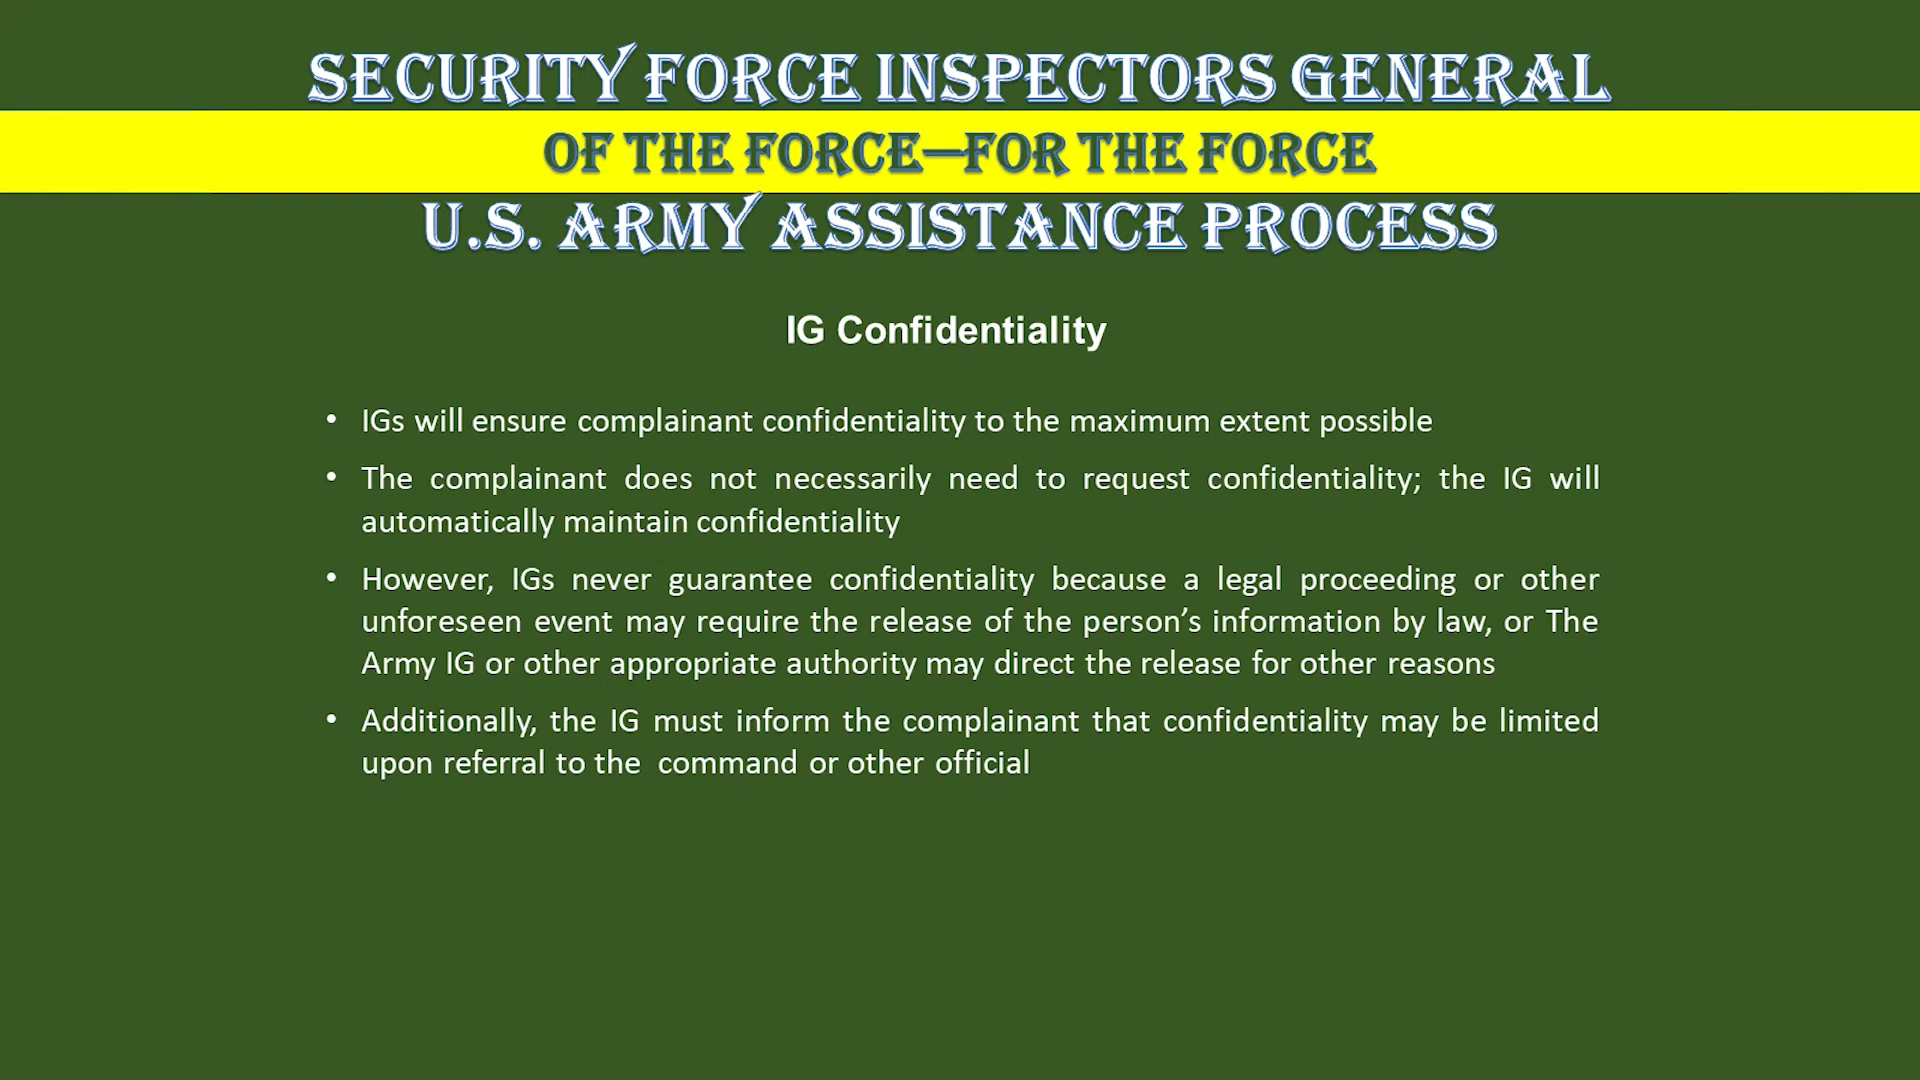 SECURITY FORCE INSPECTORS GENERAL
OF THE FORCE—FOR THE FORCE
U.S. ARMY ASSISTANCE PROCESS
IG Confidentiality
• IGs will ensure complainant confidentiality to the maximum extent possible
• The complainant does not necessarily need to request confidentiality; the IG will
automatically maintain confidentiality
• However, IGs never guarantee confidentiality because a legal proceeding or other
unforeseen event may require the release of the person’s information by law, or The
Army IG or other appropriate authority may direct the release for other reasons
• Additionally, the IG must inform the complainant that confidentiality may be limited
upon referral to the  command or other official